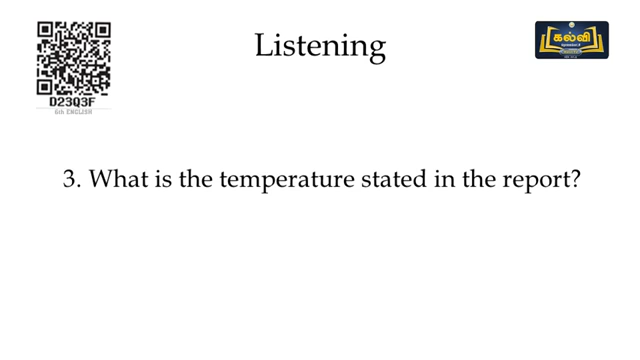 Listening
கல்வி
D23Q3F
6th ENGLISH
3. What is the temperature stated in the report?